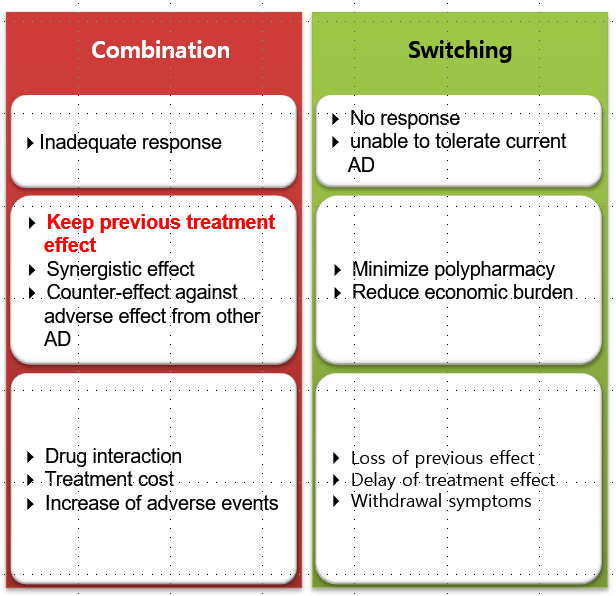 Combination
Inadequate response
Keep previous treatment
effect
Synergistic effect
Counter-effect against
adverse effect from other
AD
Drug interaction
Treatment cost
Increase of adverse events
Switching
No response
unable to tolerate current
AD
Minimize polypharmacy
Reduce economic burden
Loss of previous effect
Delay of treatment effect
Withdrawal symptoms